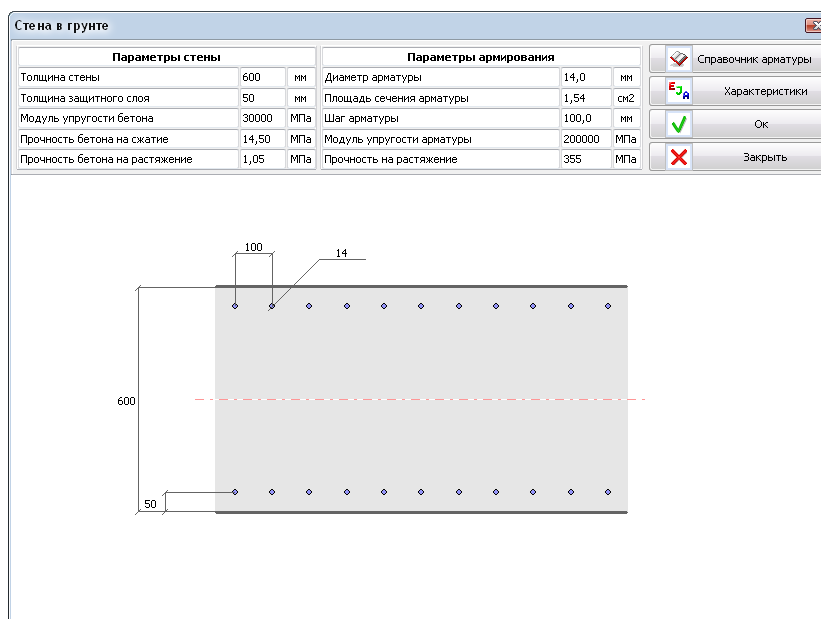 Стена в грунте
Параметры стены
Толщина стены 600 мм
Толщина защитного слоя 50 мм
Модуль упругости бетона 30000 МПа
Прочность бетона на сжатие 14,50 МПа
Прочность бетона на растяжение 1,05 МПа
Параметры армирования
Диаметр арматуры 14,0 мм
Площадь сечения арматуры 1,54 см2
Шаг арматуры 100,0 мм
Модуль упругости арматуры 200000 МПа
Прочность на растяжение 355 МПа
Справочник арматуры
EJA Характеристики
Ок
Закрыть
100
14
600
50